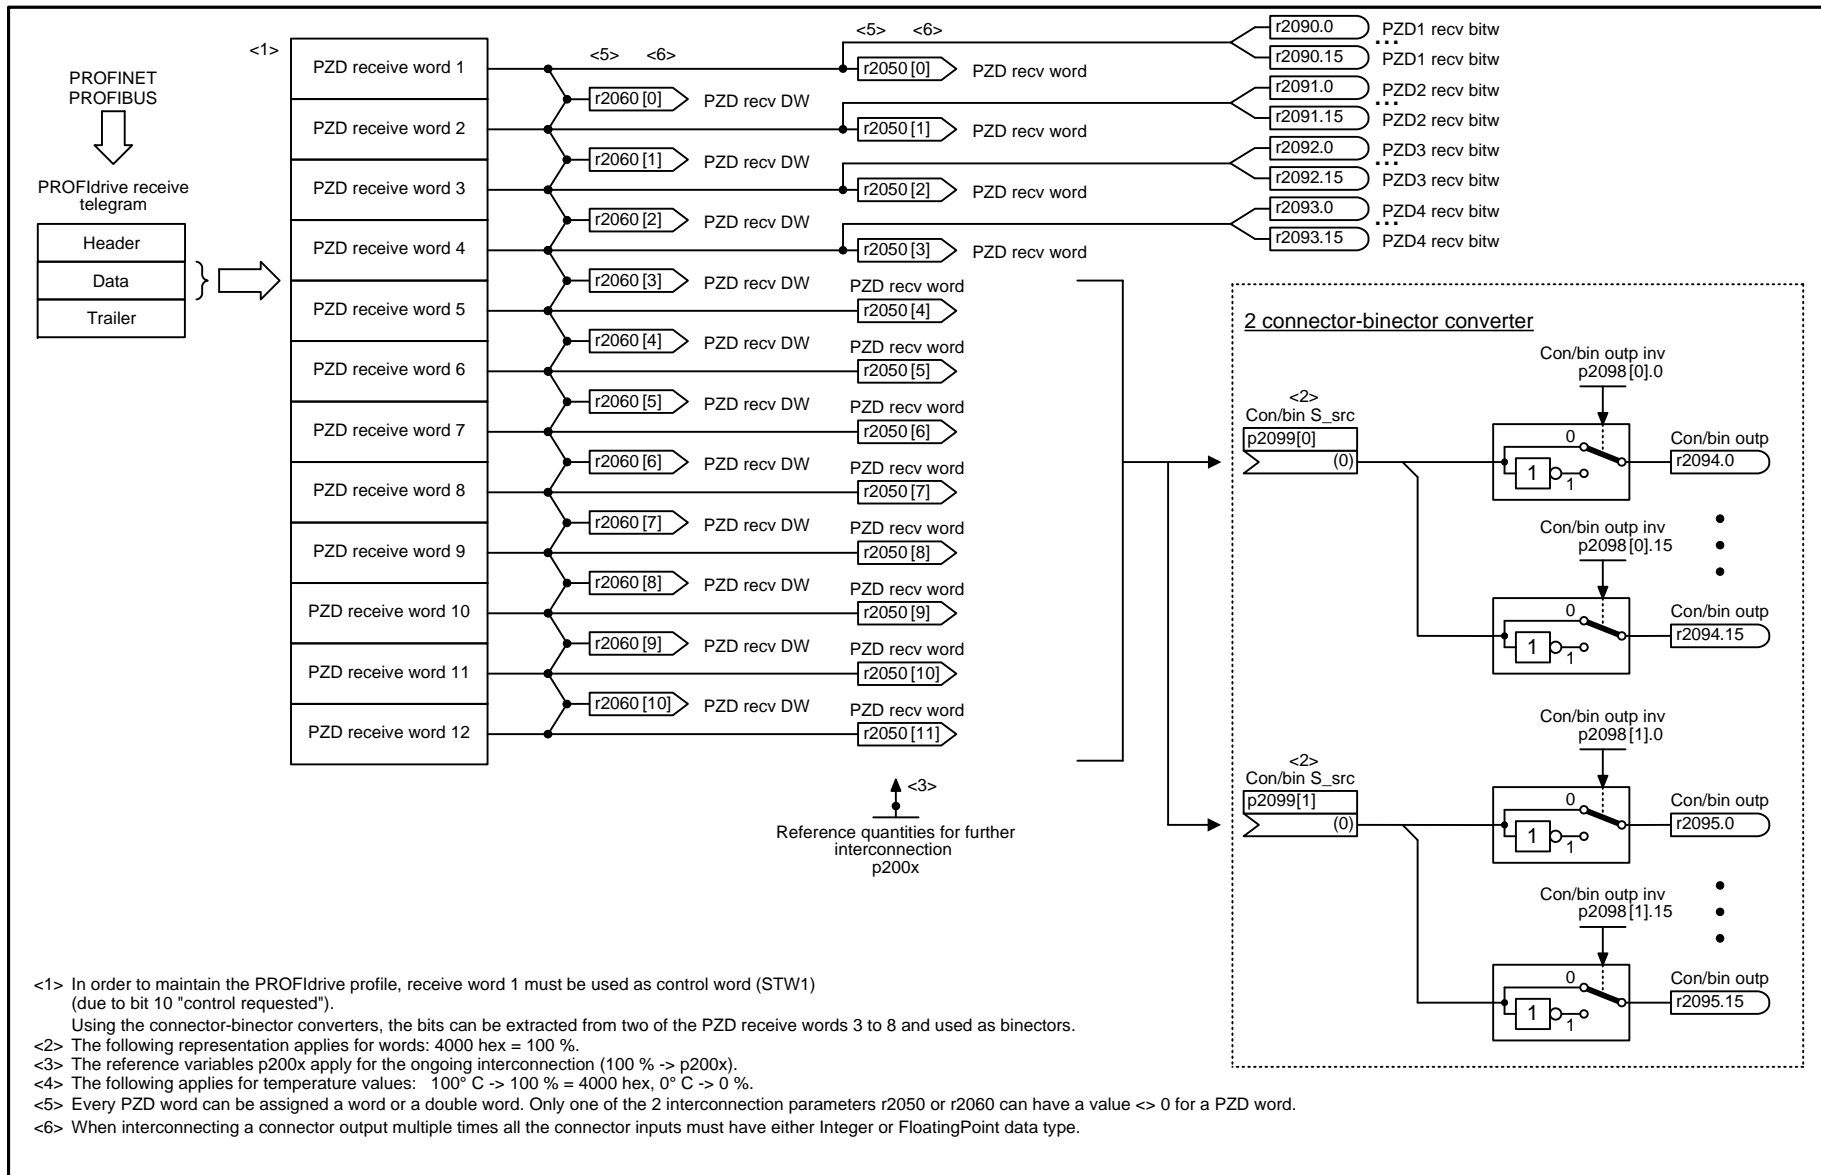 <1>
PROFINET
PROFIBUS
PROFIdrive receive
telegram
Header
Data
Trailer
PZD receive word 1
PZD receive word 2
PZD receive word 3
PZD receive word 4
PZD receive word 5
PZD receive word 6
PZD receive word 7
PZD receive word 8
PZD receive word 9
PZD receive word 10
PZD receive word 11
PZD receive word 12
<5> <6>
r2060 [0] PZD recv DW
r2060 [1] PZD recv DW
r2060 [2] PZD recv DW
r2060 [3] PZD recv DW
r2060 [4] PZD recv DW
r2060 [5] PZD recv DW
r2060 [6] PZD recv DW
r2060 [7] PZD recv DW
r2060 [8] PZD recv DW
r2060 [9] PZD recv DW
r2060 [10] PZD recv DW
<5> <6>
r2050 [0] PZD recv word
r2050 [1] PZD recv word
r2050 [2] PZD recv word
r2050 [3] PZD recv word
PZD recv word
r2050 [4]
PZD recv word
r2050 [5]
PZD recv word
r2050 [6]
PZD recv word
r2050 [7]
PZD recv word
r2050 [8]
PZD recv word
r2050 [9]
PZD recv word
r2050 [10]
PZD recv word
r2050 [11]
<3>
Reference quantities for further
interconnection
p200x
r2090.0 PZD1 recv bitw
...
r2090.15 PZD1 recv bitw
r2091.0 PZD2 recv bitw
...
r2091.15 PZD2 recv bitw
r2092.0 PZD3 recv bitw
...
r2092.15 PZD3 recv bitw
r2093.0 PZD4 recv bitw
...
r2093.15 PZD4 recv bitw
2 connector-binector converter
Con/bin outp inv
p2098 [0].0
<2>
Con/bin S_src
p2099[0]
(0)
0
1
1
Con/bin outp
r2094.0
Con/bin outp inv
p2098 [0].15
0
1
1
Con/bin outp
r2094.15
Con/bin outp inv
p2098 [1].0
<2>
Con/bin S_src
p2099[1]
(0)
0
1
1
Con/bin outp
r2095.0
Con/bin outp inv
p2098 [1].15
0
1
1
Con/bin outp
r2095.15
<1> In order to maintain the PROFIdrive profile, receive word 1 must be used as control word (STW1)
(due to bit 10 "control requested").
Using the connector-binector converters, the bits can be extracted from two of the PZD receive words 3 to 8 and used as binectors.
<2> The following representation applies for words: 4000 hex = 100 %.
<3> The reference variables p200x apply for the ongoing interconnection (100 % -> p200x).
<4> The following applies for temperature values: 100° C -> 100 % = 4000 hex, 0° C -> 0 %.
<5> Every PZD word can be assigned a word or a double word. Only one of the 2 interconnection parameters r2050 or r2060 can have a value <> 0 for a PZD word.
<6> When interconnecting a connector output multiple times all the connector inputs must have either Integer or FloatingPoint data type.